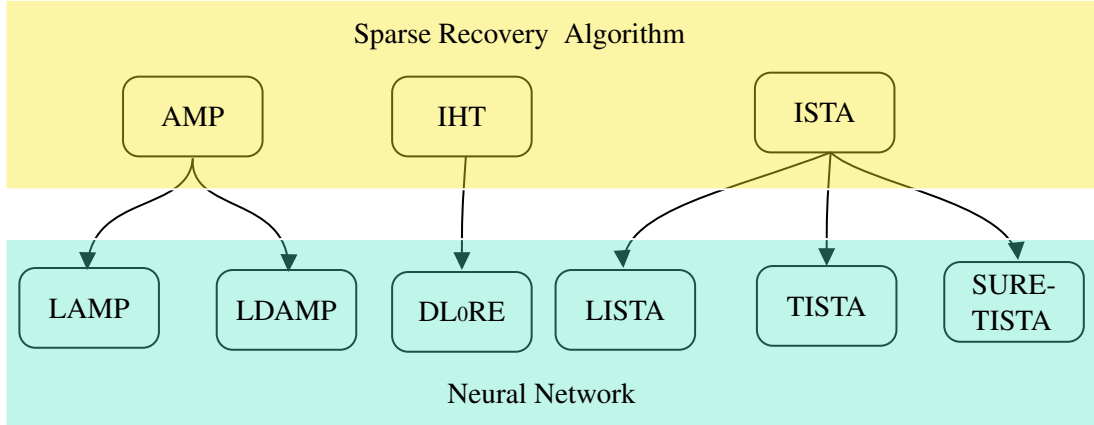 Sparse Recovery Algorithm
AMP
IHT
ISTA
LAMP
LDAMP
DL0RE
LISTA
TISTA
SURE-
TISTA
Neural Network